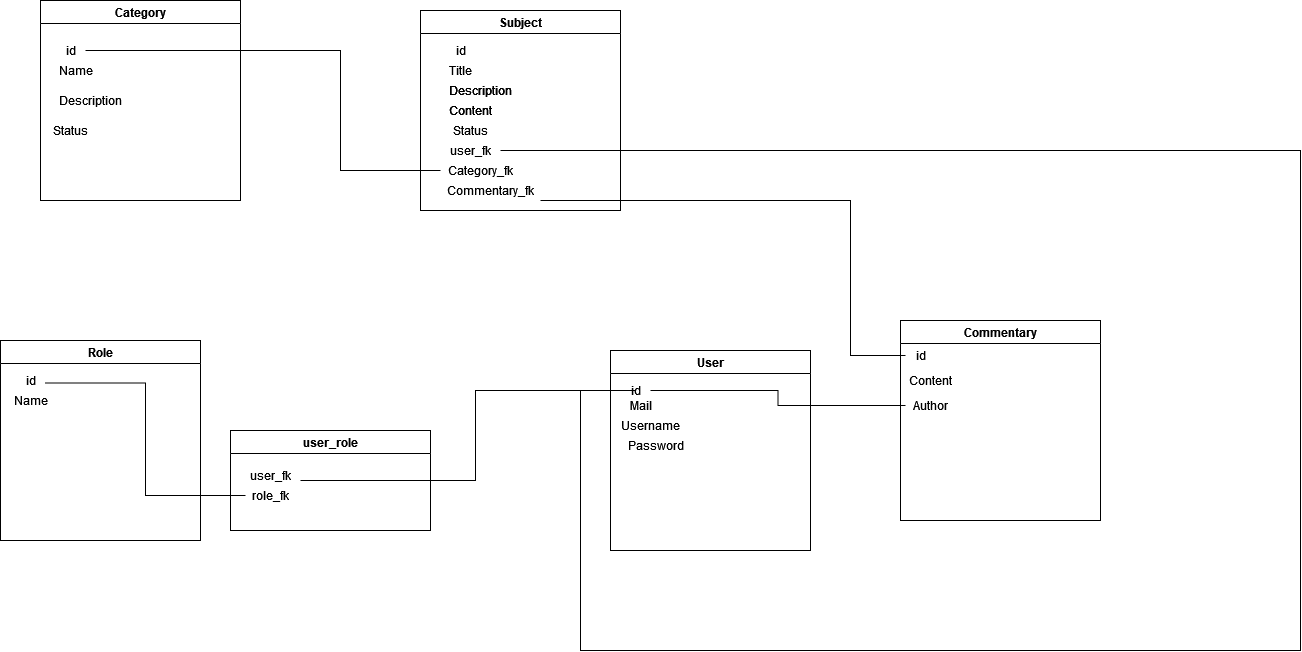 Category
id
Name
Description
Status
Subject
id
Title
Description
Content
Status
user_fk
Category_fk
Commentary_fk
Role
id
Name
user_role
user_fk
role_fk
User
id
Mail
Username
Password
Commentary
id
Content
Author